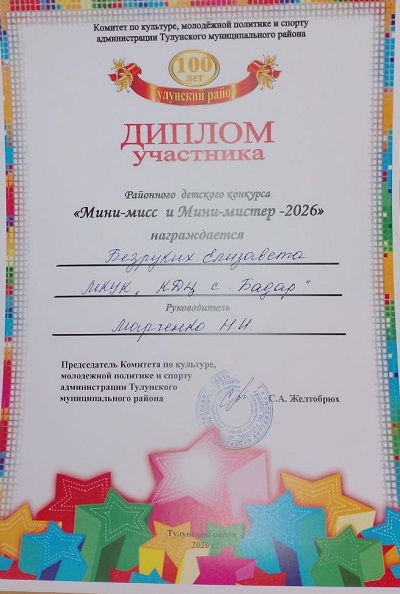 Комитет по культуре, молодёжной политике и спорту
администрации Тулунского муниципального района
100
лет
Тулунский район
ДИПЛОМ
участника
Районного детского конкурса
«Мини-мисс и Мини-мистер -2026»
награждается
Безруких Елизавета
МКУК „КДЦ с. Бадар"
Руководитель
Марченко Н.И.
Председатель Комитета по культуре,
молодежной политике и спорту
администрации Тулунского
муниципального района
С.А. Желтобрюх
Тулунский район
2026 г.